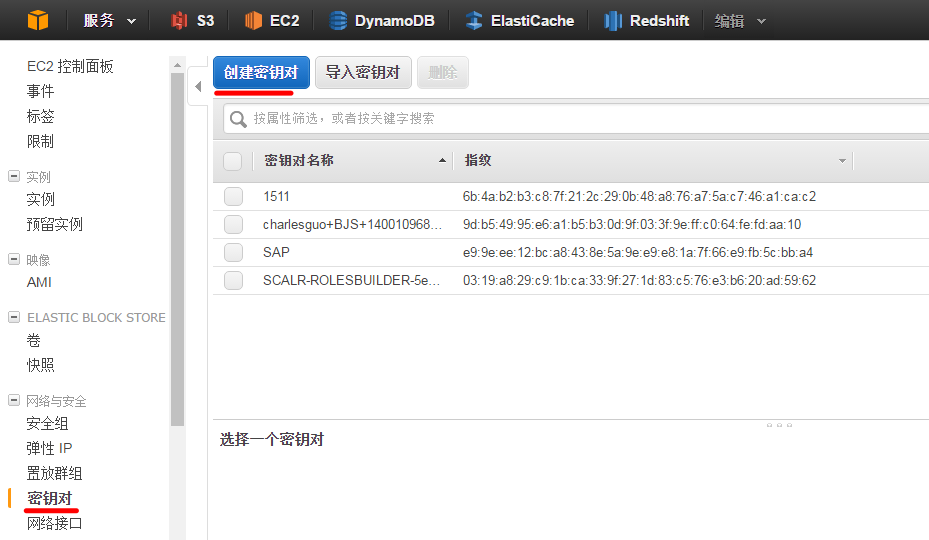 服务 S3 EC2 DynamoDB ElastiCache Redshift 编辑
EC2 控制面板
事件
标签
限制
实例
实例
预留实例
映像
AMI
ELASTIC BLOCK STORE
卷
快照
网络与安全
安全组
弹性 IP
置放群组
密钥对
网络接口
创建密钥对 导入密钥对 删除
按属性筛选，或者按关键字搜索
密钥对名称 指纹
1511 6b:4a:b2:b3:c8:7f:21:2c:29:0b:48:a8:76:a7:5a:c7:46:a1:ca:c2
charlesguo+BJS+140010968... 9d:b5:49:95:e6:a1:b5:b3:0d:9f:03:3f:9e:ff:c0:64:fe:fd:aa:10
SAP e9:9e:ee:12:bc:a8:43:8e:5a:9e:e9:e8:1a:7f:66:e9:fb:5c:bb:a4
SCALR-ROLESBUILDER-5e... 03:19:a8:29:c9:1b:ca:33:9f:27:1d:83:c5:76:e3:b6:20:ad:59:62
选择一个密钥对